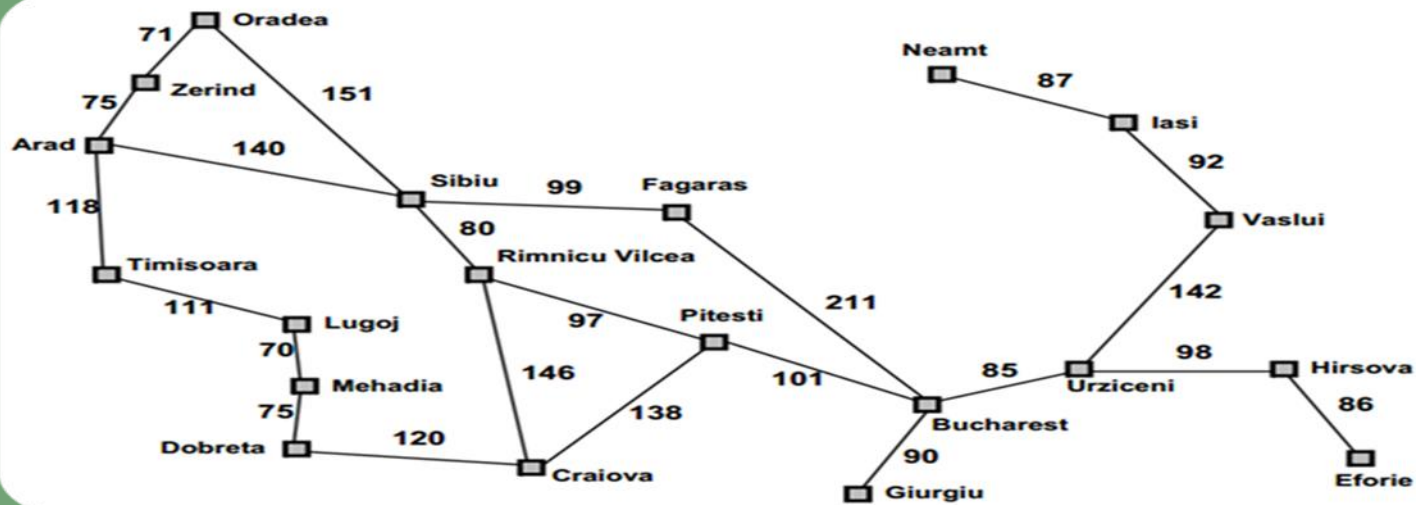 Oradea
71
Neamt
87
Zerind
75
151
Iasi
Arad
140
92
Sibiu
99
Fagaras
118
Vaslui
80
Timisoara
Rimnicu Vilcea
211
142
111
Lugoj
97
Pitesti
70
98
Hirsova
146
101
85
Mehadia
Urziceni
75
138
86
Bucharest
Dobreta
120
90
Craiova
Giurgiu
Eforie